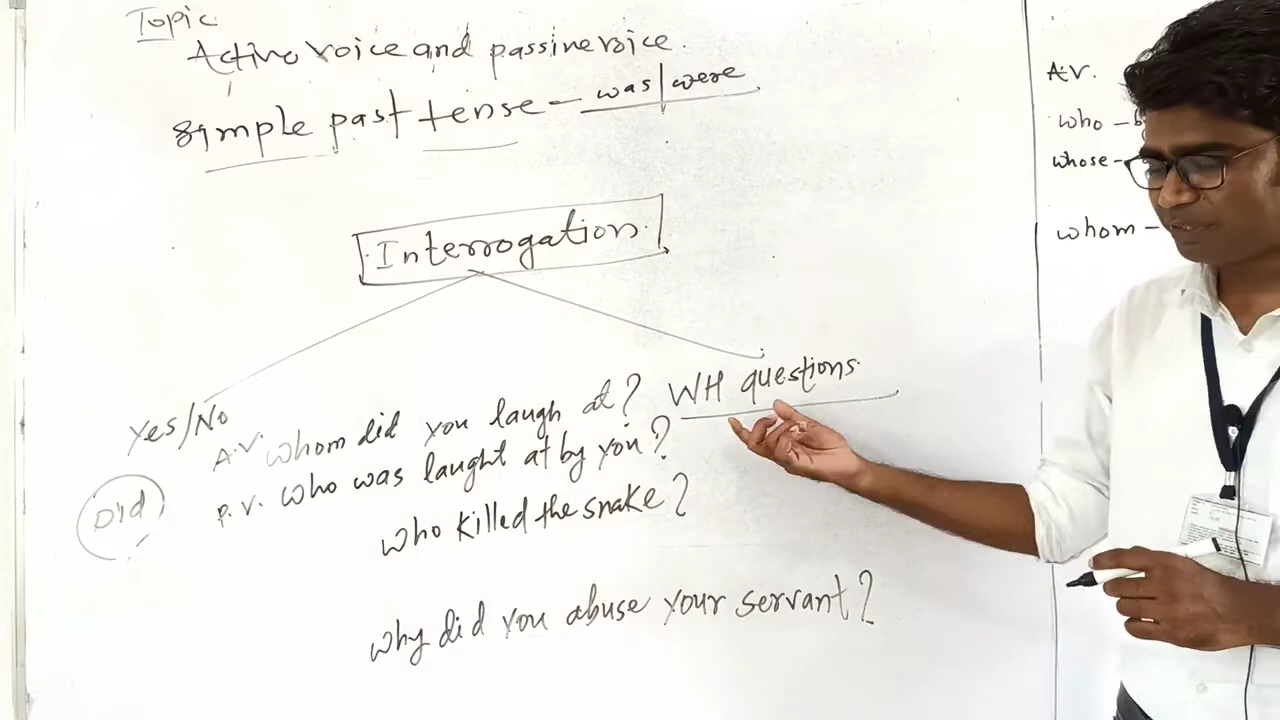 Topic
Active voice and passive voice.
Simple past tense - was/were
Interrogation.
Yes/No
WH questions.
Did
A.V. Whom did you laugh at?
P.V. Who was laught at by you?
Who killed the snake?
Why did you abuse your servant?
A.V.
who -
whose -
whom -